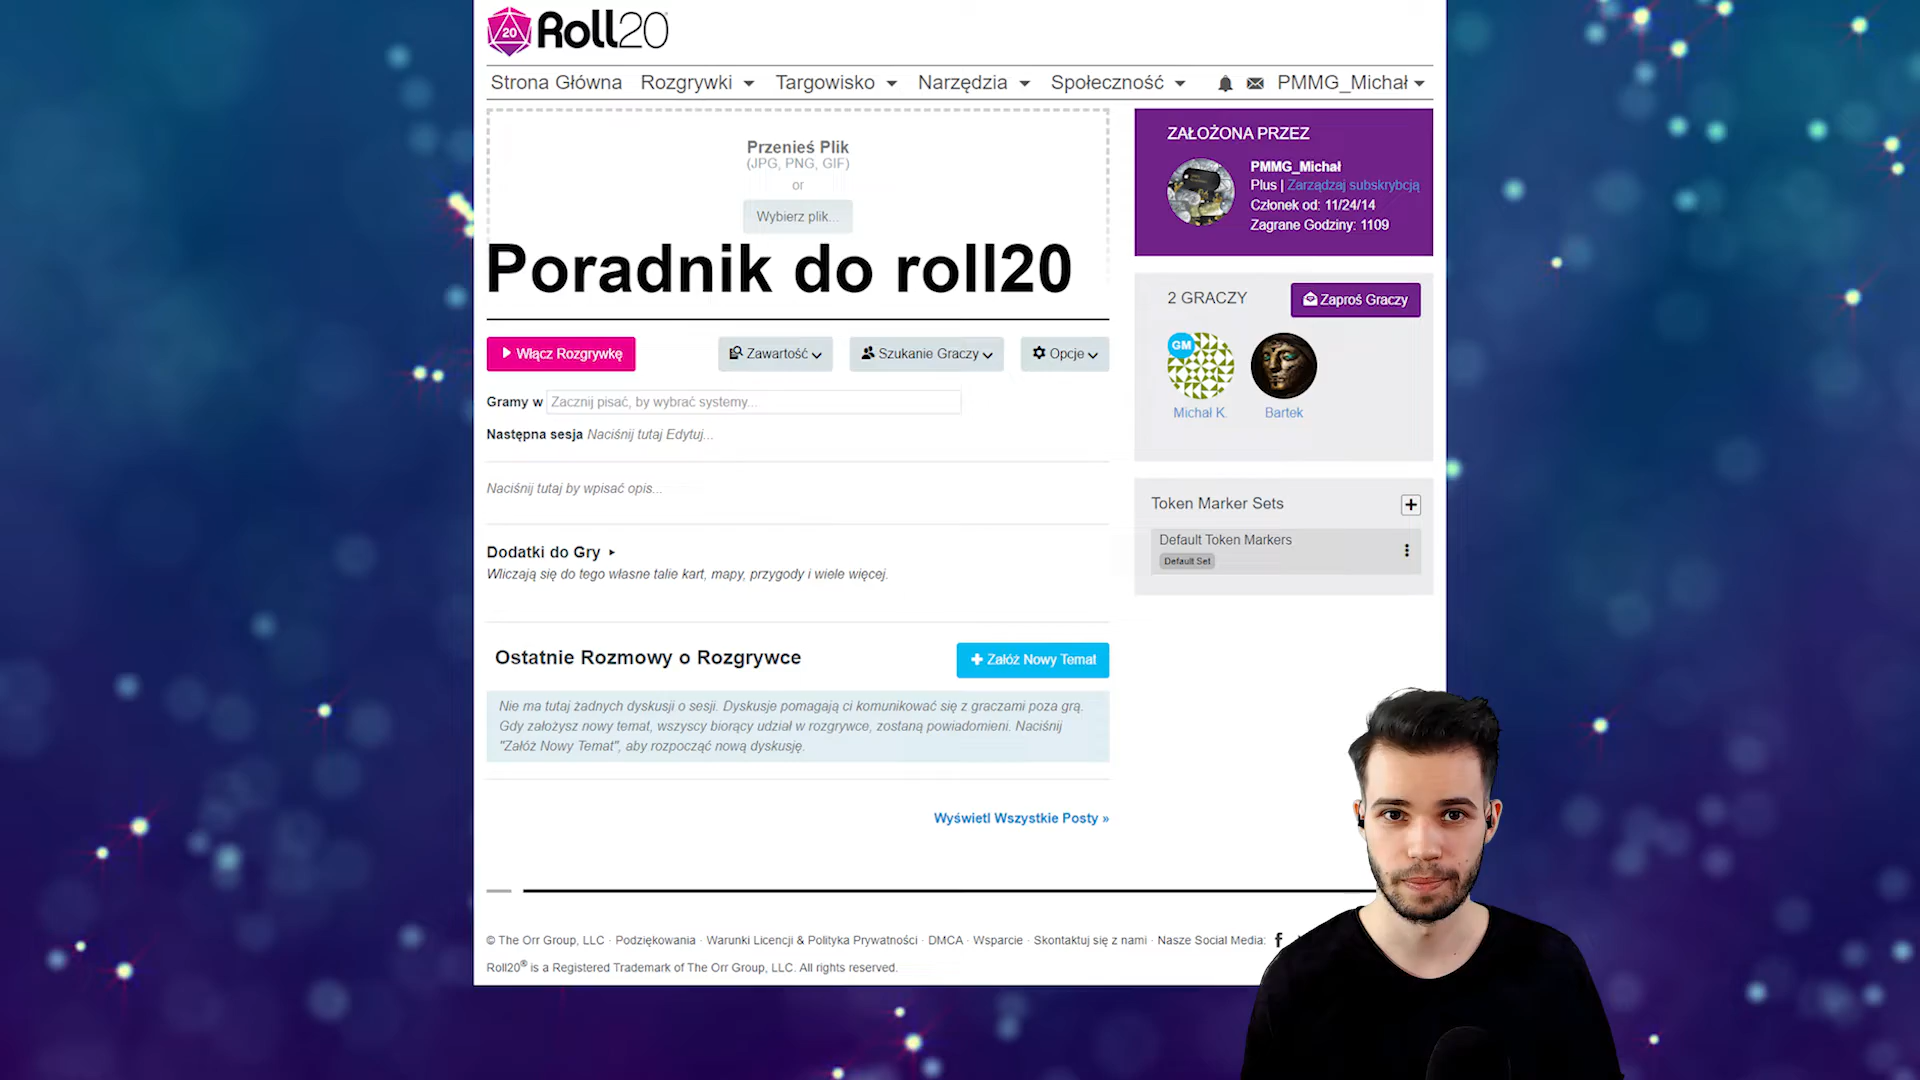 20 Roll20
Strona Główna Rozgrywki Targowisko Narzędzia Społeczność PMMG_Michał
Przenieś Plik
(JPG, PNG, GIF)
or
Wybierz plik...
Poradnik do roll20
Włącz Rozgrywkę Zawartość Szukanie Graczy Opcje
Gramy w Zacznij pisać, by wybrać systemy...
Następna sesja Naciśnij tutaj Edytuj...
Naciśnij tutaj by wpisać opis...
Dodatki do Gry
Wliczają się do tego własne talie kart, mapy, przygody i wiele więcej.
Ostatnie Rozmowy o Rozgrywce
+ Załóż Nowy Temat
Nie ma tutaj żadnych dyskusji o sesji. Dyskusje pomagają ci komunikować się z graczami poza grą.
Gdy założysz nowy temat, wszyscy biorący udział w rozgrywce, zostaną powiadomieni. Naciśnij
"Załóż Nowy Temat", aby rozpocząć nową dyskusję.
Wyświetl Wszystkie Posty »
ZAŁOŻONA PRZEZ
PMMG_Michał
Plus | Zarządzaj subskrybcją
Członek od: 11/24/14
Zagrane Godziny: 1109
2 GRACZY
Zaproś Graczy
GM
Michał K. Bartek
Token Marker Sets +
Default Token Markers
Default Set
© The Orr Group, LLC · Podziękowania · Warunki Licencji & Polityka Prywatności · DMCA · Wsparcie · Skontaktuj się z nami · Nasze Social Media:
Roll20® is a Registered Trademark of The Orr Group, LLC. All rights reserved.